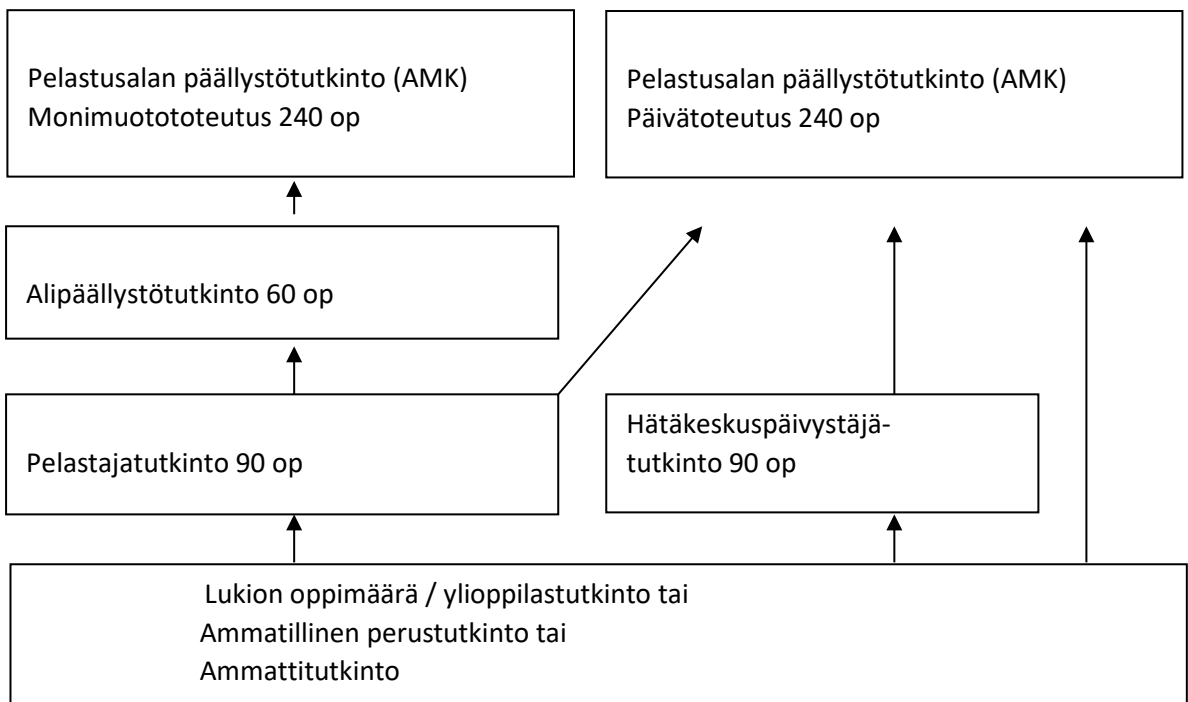 Pelastusalan päällystötutkinto (AMK)
Monimuotototeutus 240 op
Pelastusalan päällystötutkinto (AMK)
Päivätoteutus 240 op
Alipäällystötutkinto 60 op
Pelastajatutkinto 90 op
Hätäkeskuspäivystäjä-
tutkinto 90 op
Lukion oppimäärä / ylioppilastutkinto tai
Ammatillinen perustutkinto tai
Ammattitutkinto